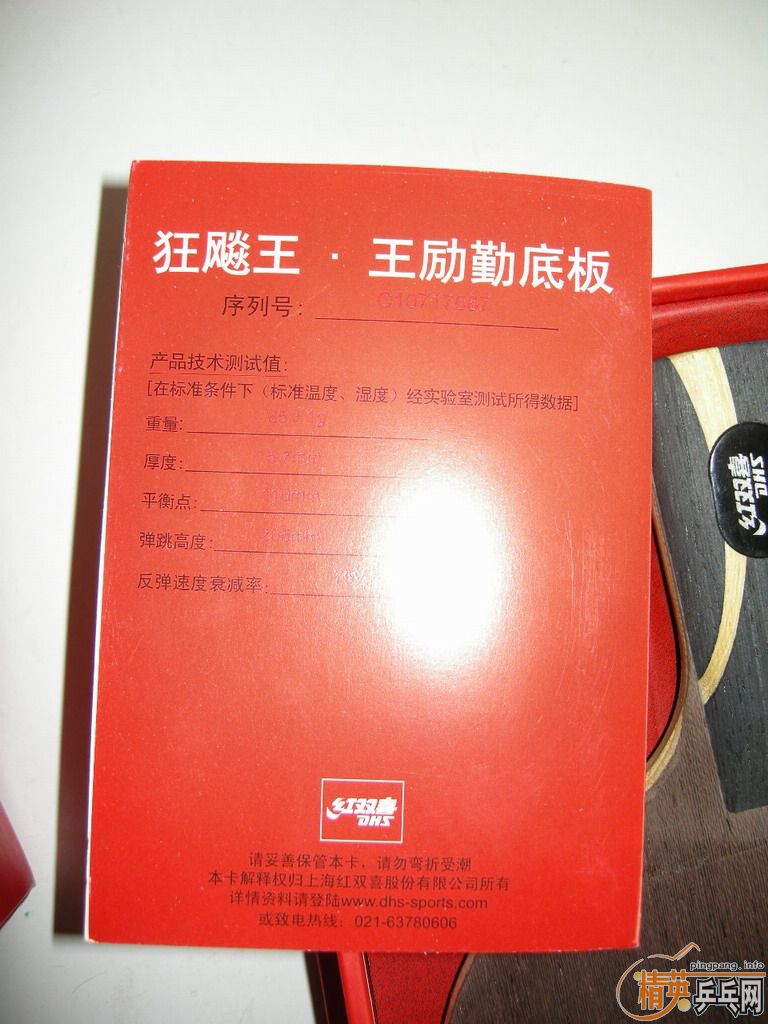 狂飚王 · 王励勤底板
序列号:
产品技术测试值:
[在标准条件下（标准温度、湿度）经实验室测试所得数据]
重量:
厚度:
平衡点:
弹跳高度:
反弹速度衰减率:
红双喜
DHS
请妥善保管本卡，请勿弯折受潮
本卡解释权归上海红双喜股份有限公司所有
详情资料请登陆www.dhs-sports.com
或致电热线：021-63780606
红双喜
DHS
pingpang.info
精英乒乓网